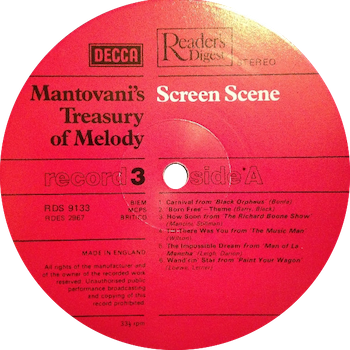 DECCA
Reader's
Digest
STEREO
Mantovani's
Treasury
of Melody
Screen Scene
record 3
side A
RDS 9133
RDES 2867
BIEM
MCPS
BRITICO
1. Carnival from 'Black Orpheus' (Bonfa)
2. 'Born Free' - Theme (Barry, Black)
3. How Soon from 'The Richard Boone Show'
(Mancini, Stillman)
4. Till There Was You from 'The Music Man'
(Willson)
5. The Impossible Dream from 'Man of La
Mancha' (Leigh, Darion)
6. Wand'rin' Star from 'Paint Your Wagon'
(Loewe, Lerner)
MADE IN ENGLAND
All rights of the manufacturer and
of the owner of the recorded work
reserved. Unauthorised public
performance broadcasting
and copying of this
record prohibited.
33⅓ rpm